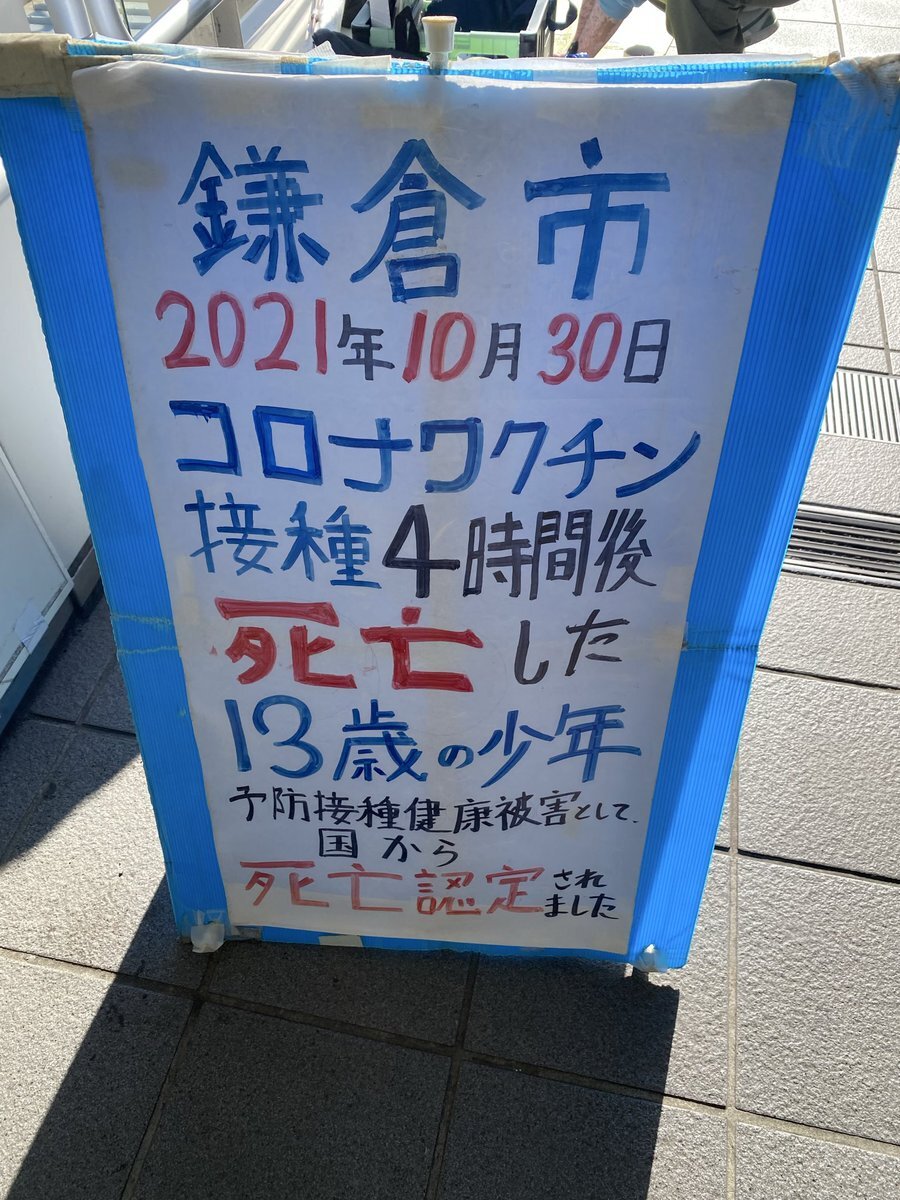 鎌倉市
2021年10月30日
コロナワクチン
接種4時間後
死亡した
13歳の少年
予防接種健康被害として、
国から
死亡認定されました